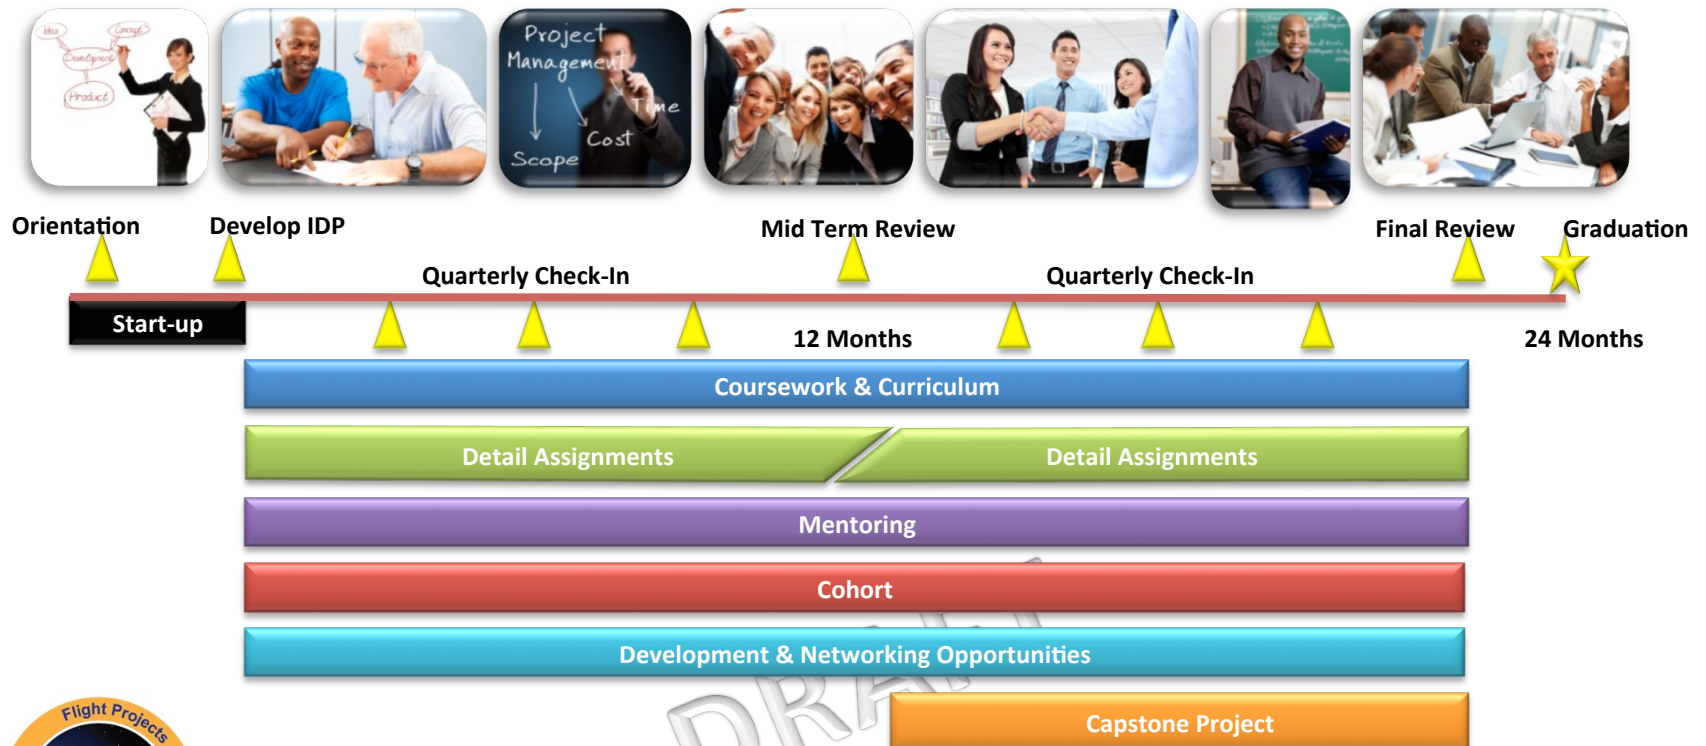 Idea
Concept
Development
Product
Project
Management
Time
Cost
Scope
Orientation
Develop IDP
Mid Term Review
Final Review
Graduation
Quarterly Check-In
Quarterly Check-In
Start-up
12 Months
24 Months
Coursework & Curriculum
Detail Assignments
Detail Assignments
Mentoring
Cohort
Development & Networking Opportunities
DRAFT
Capstone Project
Flight Projects